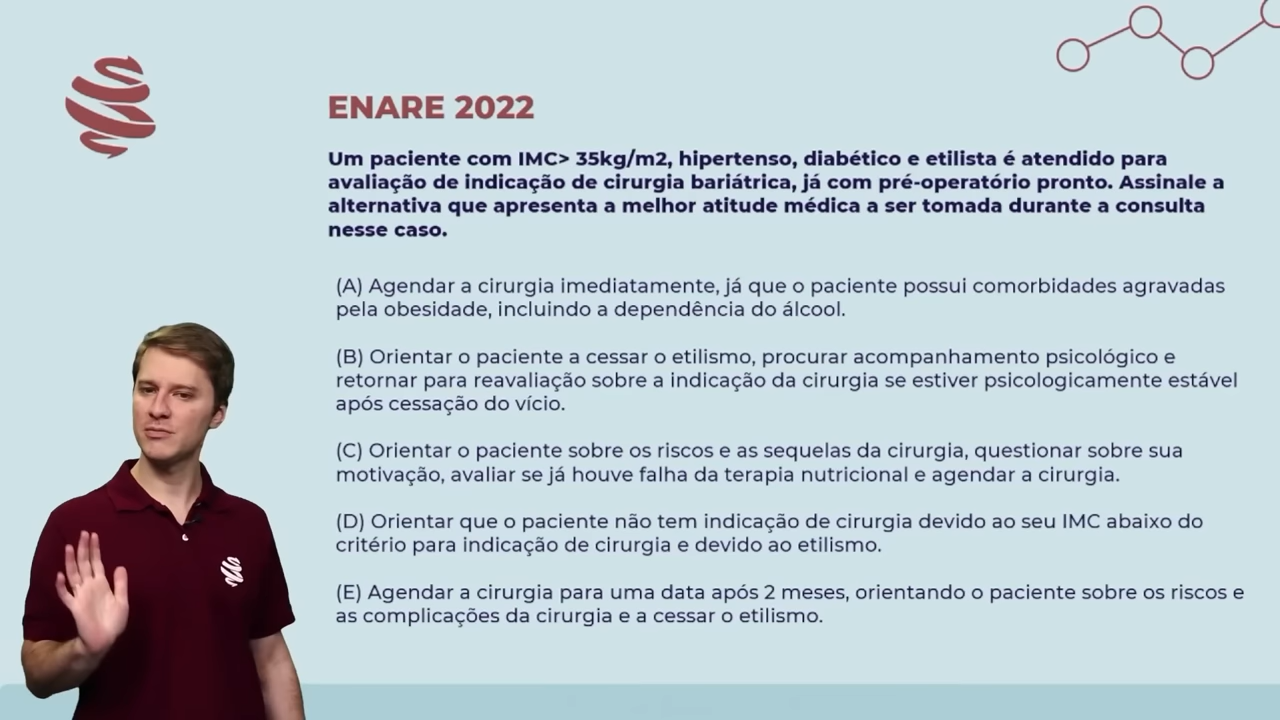 ENARE 2022
Um paciente com IMC> 35kg/m2, hipertenso, diabético e etilista é atendido para
avaliação de indicação de cirurgia bariátrica, já com pré-operatório pronto. Assinale a
alternativa que apresenta a melhor atitude médica a ser tomada durante a consulta
nesse caso.
(A) Agendar a cirurgia imediatamente, já que o paciente possui comorbidades agravadas
pela obesidade, incluindo a dependência do álcool.
(B) Orientar o paciente a cessar o etilismo, procurar acompanhamento psicológico e
retornar para reavaliação sobre a indicação da cirurgia se estiver psicologicamente estável
após cessação do vício.
(C) Orientar o paciente sobre os riscos e as sequelas da cirurgia, questionar sobre sua
motivação, avaliar se já houve falha da terapia nutricional e agendar a cirurgia.
(D) Orientar que o paciente não tem indicação de cirurgia devido ao seu IMC abaixo do
critério para indicação de cirurgia e devido ao etilismo.
(E) Agendar a cirurgia para uma data após 2 meses, orientando o paciente sobre os riscos e
as complicações da cirurgia e a cessar o etilismo.